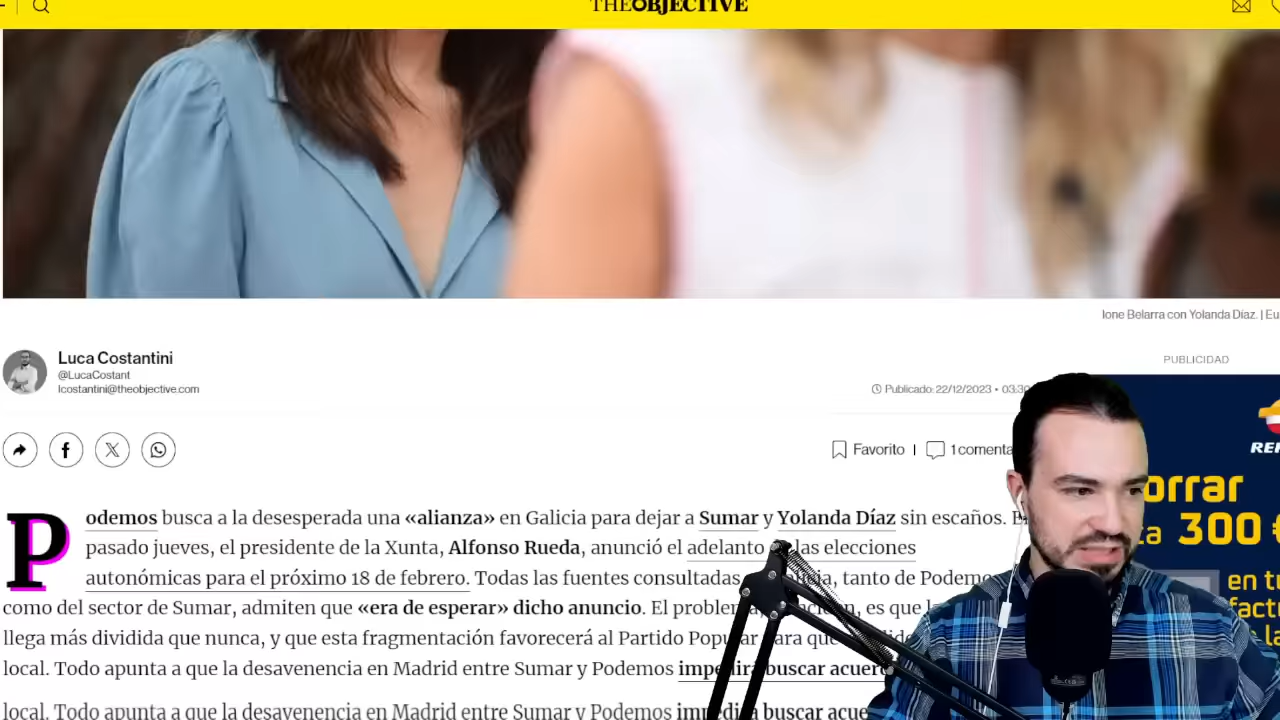 THEOBJECTIVE
Ione Belarra con Yolanda Díaz. | Eu
Luca Costantini
@LucaCostant
lcostantini@theobjective.com
PUBLICIDAD
Publicado: 22/12/2023 • 03:30
Favorito
1 comenta
REP
orrar
300 €
en tu
Podemos busca a la desesperada una «alianza» en Galicia para dejar a Sumar y Yolanda Díaz sin escaños. El
pasado jueves, el presidente de la Xunta, Alfonso Rueda, anunció el adelanto las elecciones
autonómicas para el próximo 18 de febrero. Todas las fuentes consultadas tanto de Podemo
como del sector de Sumar, admiten que «era de esperar» dicho anuncio. El es que
llega más dividida que nunca, y que esta fragmentación favorecerá al Partido
local. Todo apunta a que la desavenencia en Madrid entre Sumar y Podemos impedirá buscar
local. Todo apunta a que la desavenencia en Madrid entre Sumar y Podemos buscar acue